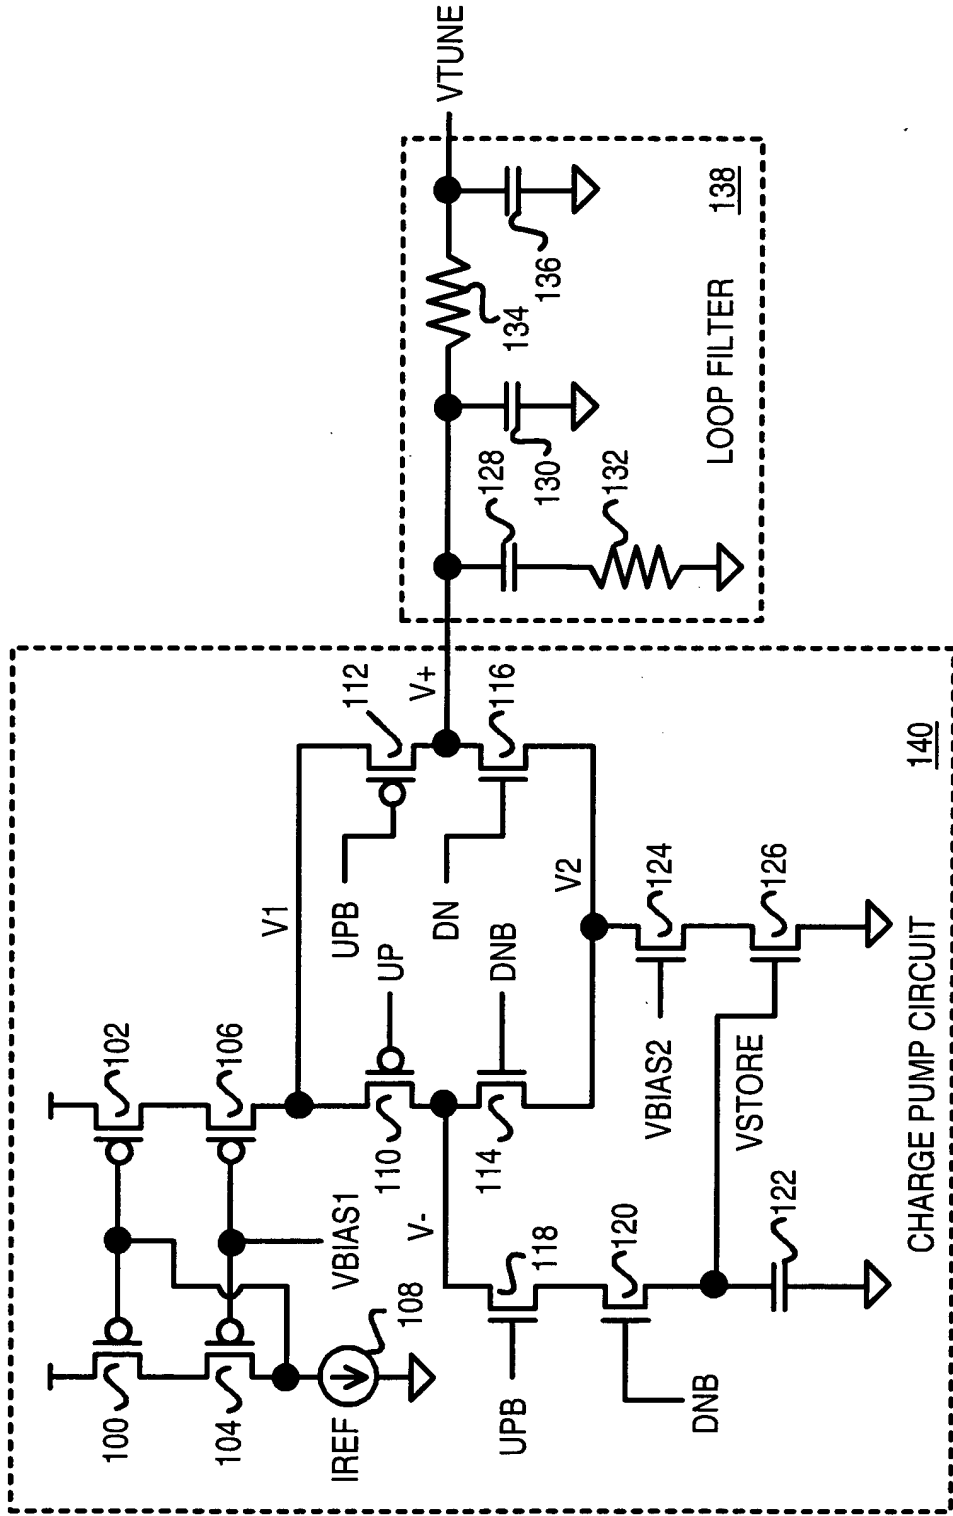 100
102
104
106
VBIAS1
IREF
108
V1
110
UP
UPB
112
V-
V+
114
DNB
DN
116
UPB
118
120
DNB
V2
VBIAS2
124
VSTORE
126
122
CHARGE PUMP CIRCUIT
140
128
130
132
134
136
LOOP FILTER
138
VTUNE